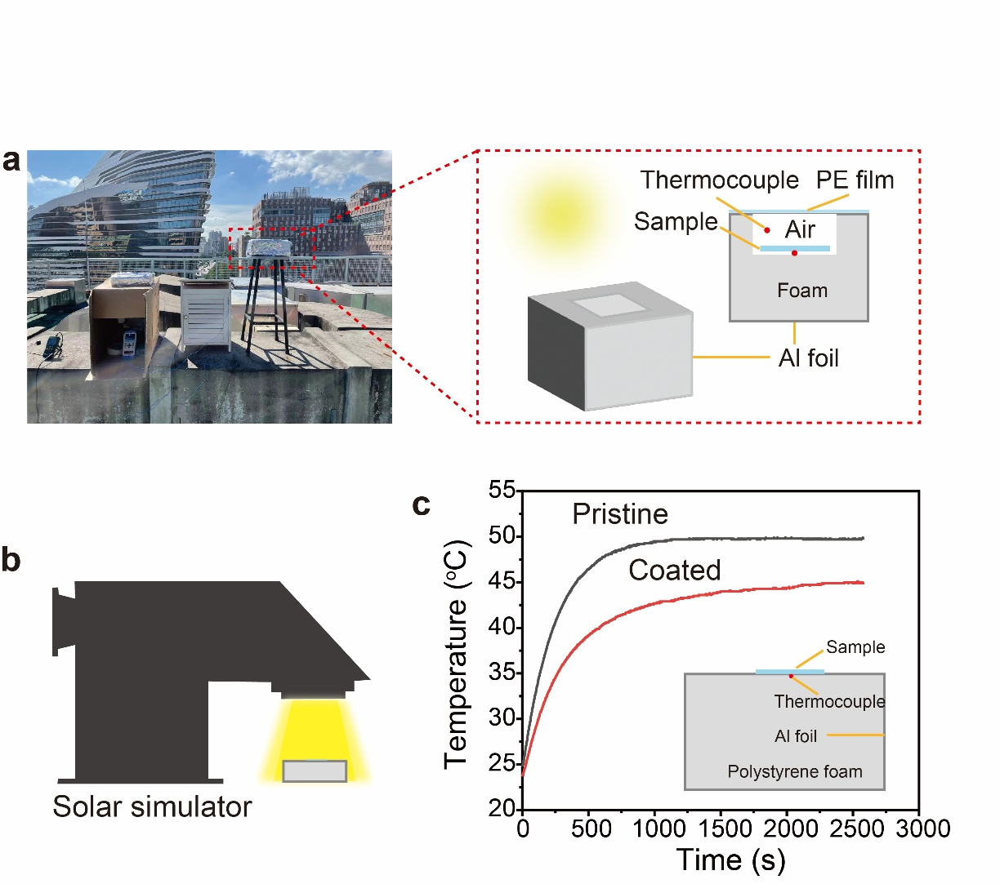 a
Thermocouple PE film
Sample
Air
Foam
Al foil
b
Solar simulator
c
55
50
45
40
35
30
25
20
Temperature (oC)
Pristine
Coated
Sample
Thermocouple
Al foil
Polystyrene foam
0 500 1000 1500 2000 2500 3000
Time (s)